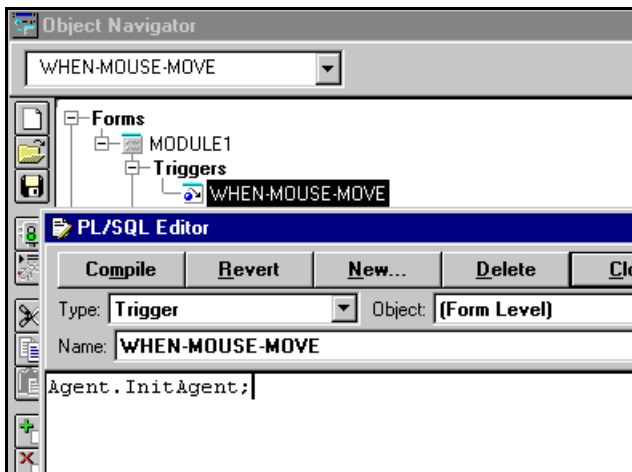 Object Navigator
WHEN-MOUSE-MOVE
Forms
MODULE1
Triggers
WHEN-MOUSE-MOVE
PL/SQL Editor
Compile Revert New... Delete Clo
Type: Trigger Object: (Form Level)
Name: WHEN-MOUSE-MOVE
Agent.InitAgent;